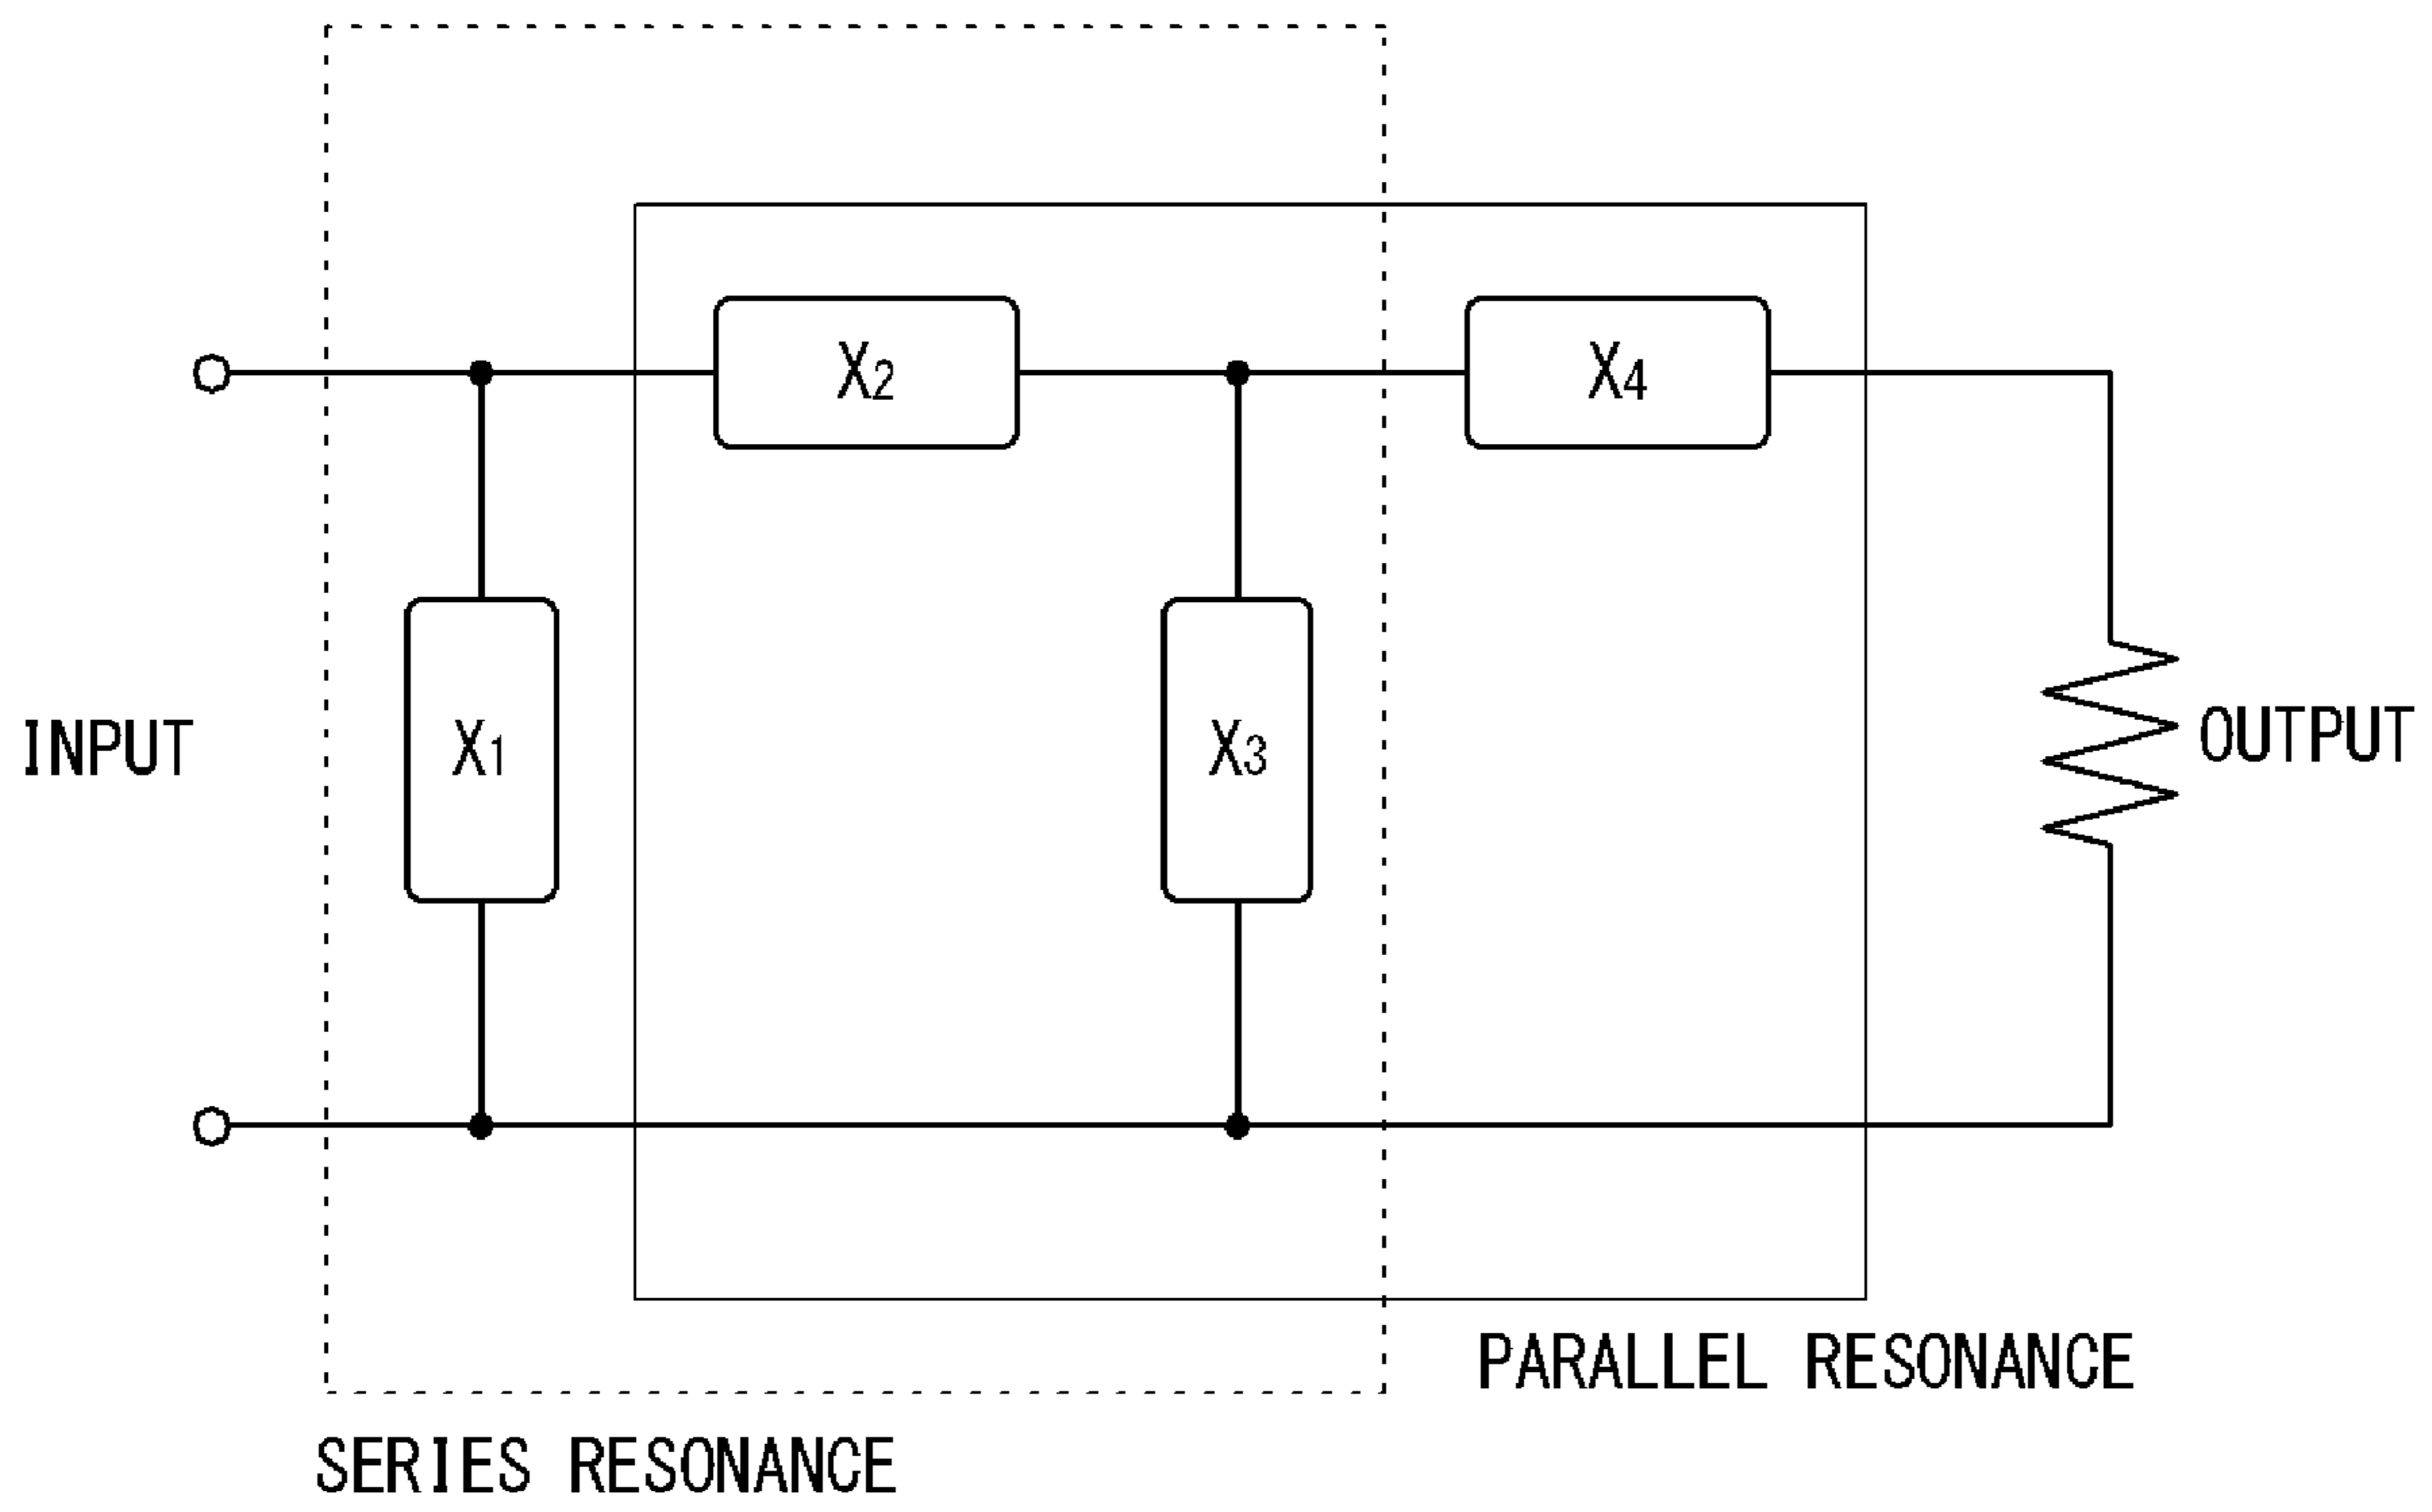 X2
X4
INPUT
X1
X3
OUTPUT
PARALLEL RESONANCE
SERIES RESONANCE